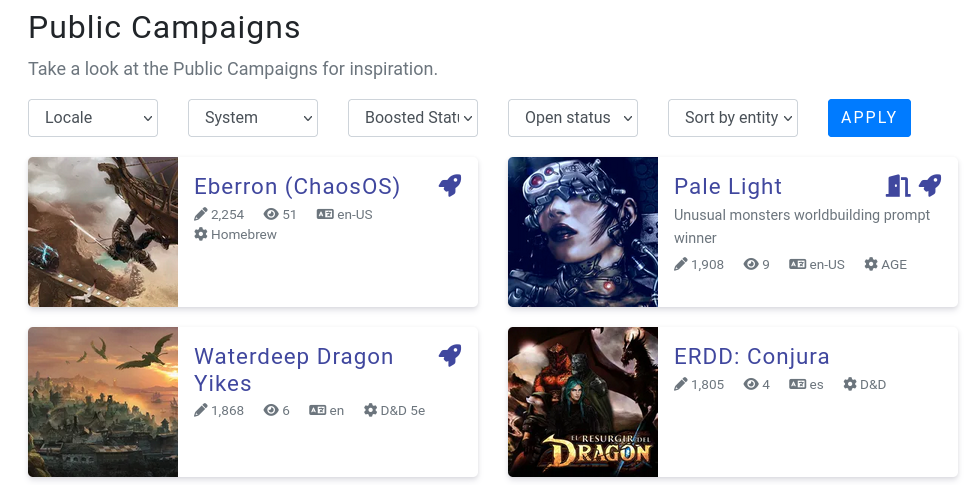 Public Campaigns
Take a look at the Public Campaigns for inspiration.
Locale
System
Boosted Stat
Open status
Sort by entity
APPLY
Eberron (ChaosOS)
2,254 51 en-US
Homebrew
Pale Light
Unusual monsters worldbuilding prompt
winner
1,908 9 en-US AGE
Waterdeep Dragon
Yikes
1,868 6 en D&D 5e
EL RESURGIR DEL
DRAGON
ERDD: Conjura
1,805 4 es D&D